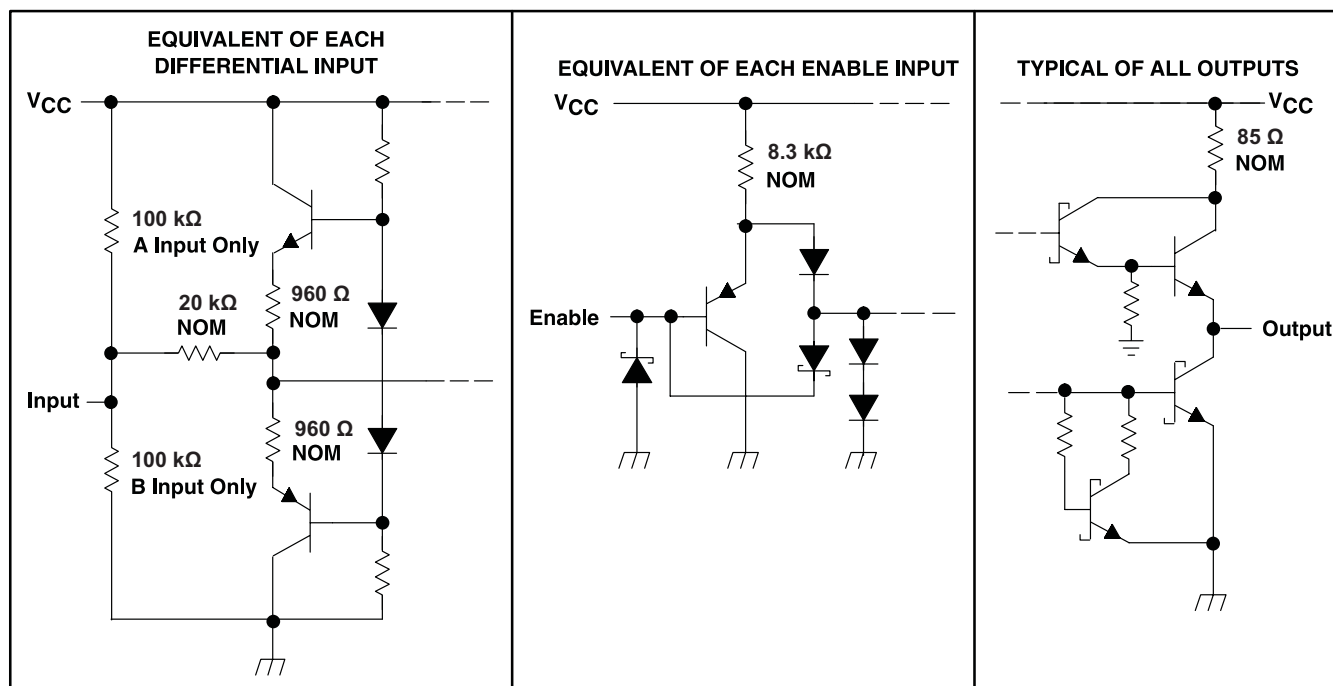 EQUIVALENT OF EACH
DIFFERENTIAL INPUT
VCC
100 kΩ
A Input Only
20 kΩ
NOM
960 Ω
NOM
Input
960 Ω
NOM
100 kΩ
B Input Only
EQUIVALENT OF EACH ENABLE INPUT
VCC
8.3 kΩ
NOM
Enable
TYPICAL OF ALL OUTPUTS
VCC
85 Ω
NOM
Output